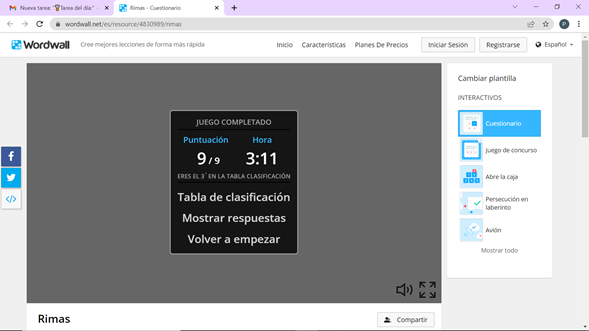 Nueva tarea: "🏆Tarea del día:" -
Rimas - Cuestionario
wordwall.net/es/resource/4830989/rimas
P
Wordwall
Cree mejores lecciones de forma más rápida
Inicio
Características
Planes De Precios
Iniciar Sesión
Registrarse
Español
JUEGO COMPLETADO
Puntuación
Hora
9 / 9
3:11
ERES EL 3˚ EN LA TABLA CLASIFICACIÓN
Tabla de clasificación
Mostrar respuestas
Volver a empezar
Cambiar plantilla
INTERACTIVOS
Cuestionario
Juego de concurso
Abre la caja
Persecución en
laberinto
Avión
Mostrar todo
Rimas
Compartir